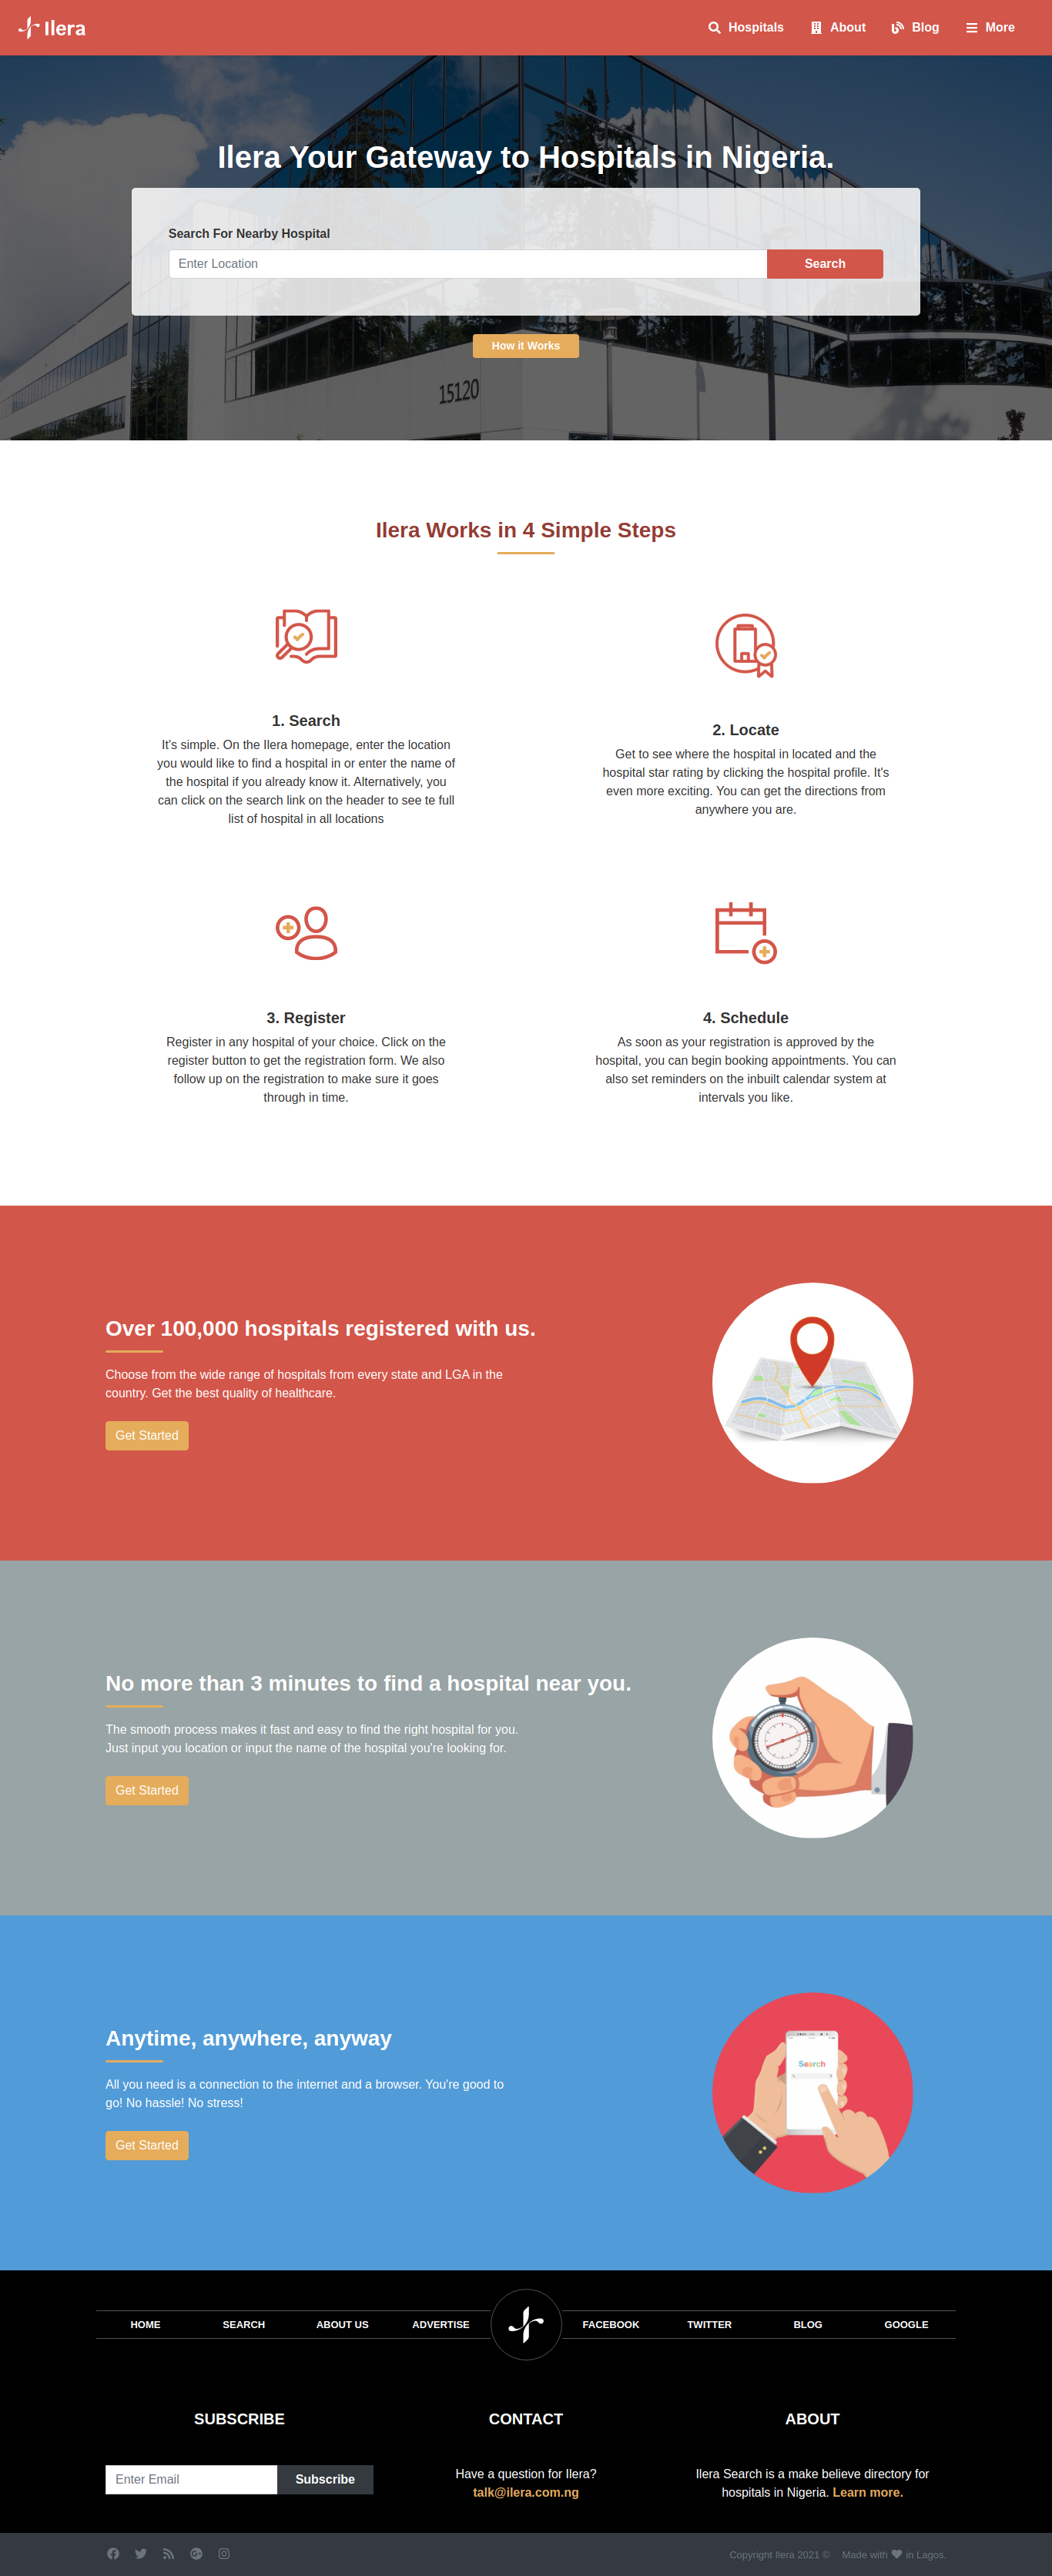 Ilera
Hospitals
About
Blog
More
Ilera Your Gateway to Hospitals in Nigeria.
Search For Nearby Hospital
Enter Location
Search
How it Works
15120
Ilera Works in 4 Simple Steps
1. Search
It's simple. On the Ilera homepage, enter the location
you would like to find a hospital in or enter the name of
the hospital if you already know it. Alternatively, you
can click on the search link on the header to see te full
list of hospital in all locations
2. Locate
Get to see where the hospital in located and the
hospital star rating by clicking the hospital profile. It's
even more exciting. You can get the directions from
anywhere you are.
3. Register
Register in any hospital of your choice. Click on the
register button to get the registration form. We also
follow up on the registration to make sure it goes
through in time.
4. Schedule
As soon as your registration is approved by the
hospital, you can begin booking appointments. You can
also set reminders on the inbuilt calendar system at
intervals you like.
Over 100,000 hospitals registered with us.
Choose from the wide range of hospitals from every state and LGA in the
country. Get the best quality of healthcare.
Get Started
No more than 3 minutes to find a hospital near you.
The smooth process makes it fast and easy to find the right hospital for you.
Just input you location or input the name of the hospital you're looking for.
Get Started
Anytime, anywhere, anyway
All you need is a connection to the internet and a browser. You're good to
go! No hassle! No stress!
Get Started
Search
HOME
SEARCH
ABOUT US
ADVERTISE
FACEBOOK
TWITTER
BLOG
GOOGLE
SUBSCRIBE
Enter Email
Subscribe
CONTACT
Have a question for Ilera?
talk@ilera.com.ng
ABOUT
Ilera Search is a make believe directory for
hospitals in Nigeria. Learn more.
Copyright Ilera 2021 ©
Made with ♥ in Lagos.